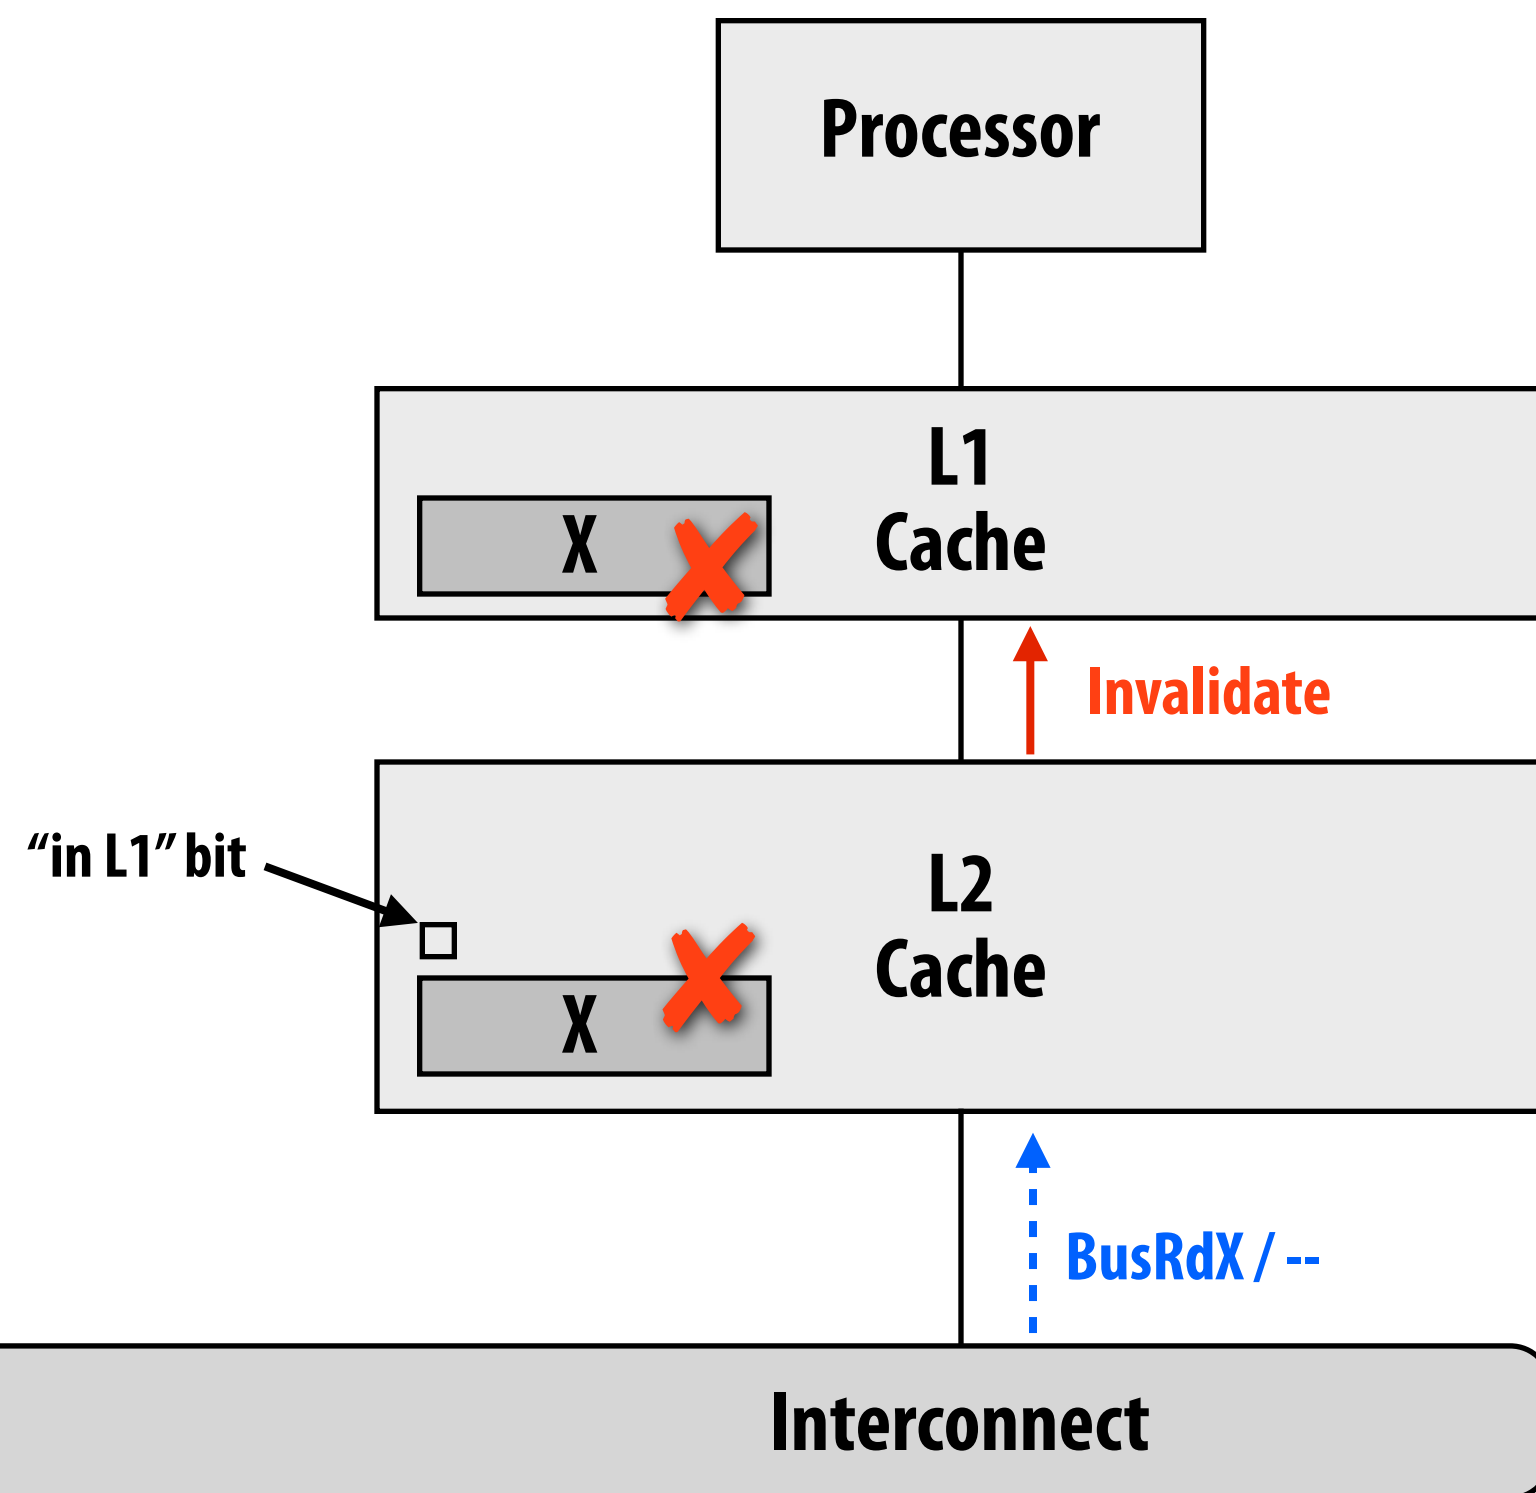 Processor
L1
Cache
X
Invalidate
“in L1” bit
L2
Cache
X
BusRdX / --
Interconnect